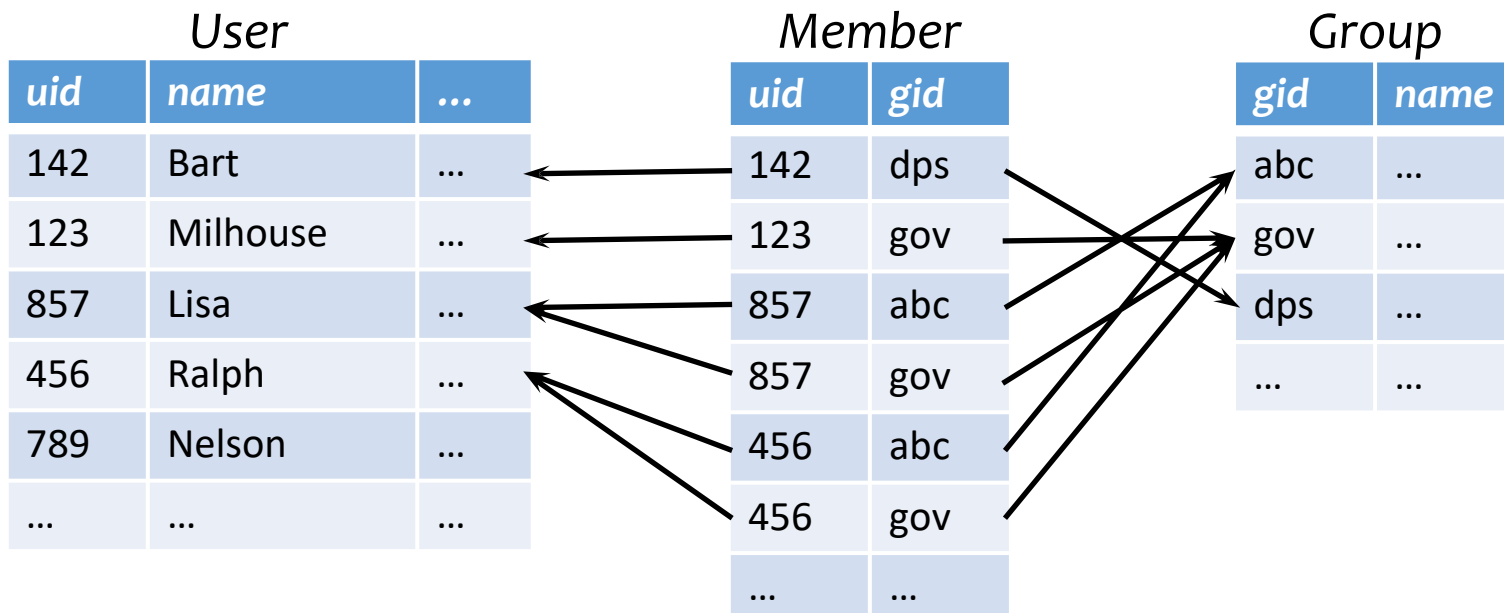 User
uid name ...
142 Bart ...
123 Milhouse ...
857 Lisa ...
456 Ralph ...
789 Nelson ...
... ... ...
Member
uid gid
142 dps
123 gov
857 abc
857 gov
456 abc
456 gov
... ...
Group
gid name
abc ...
gov ...
dps ...
... ...